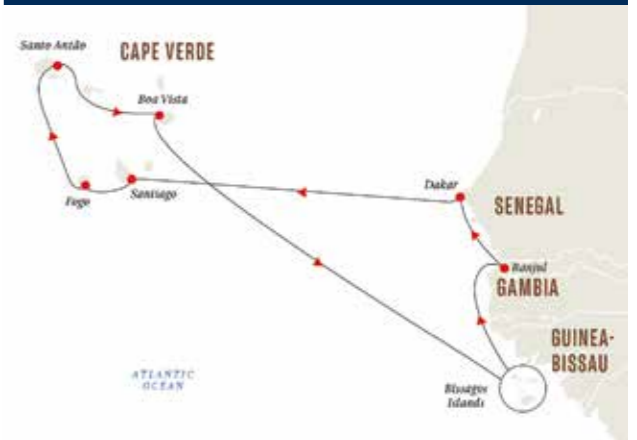 Santo Antão
CAPE VERDE
Boa Vista
Fogo
Santiago
Dakar
SENEGAL
Banjul
GAMBIA
GUINEA-
BISSAU
Bissagos
Islands
ATLANTIC
OCEAN